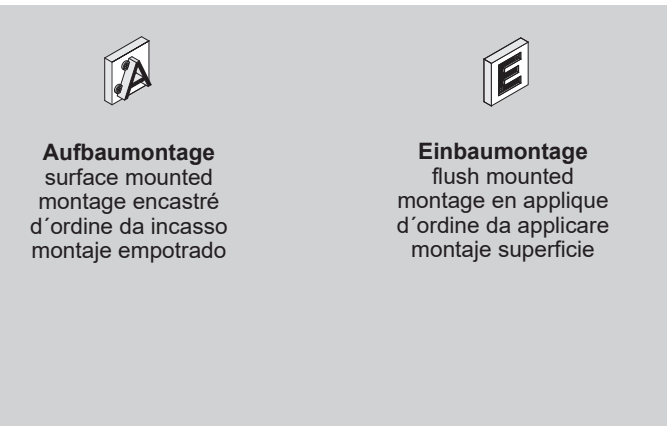 A
Aufbaumontage
surface mounted
montage encastré
d´ordine da incasso
montaje empotrado
E
Einbaumontage
flush mounted
montage en applique
d´ordine da applicare
montaje superficie